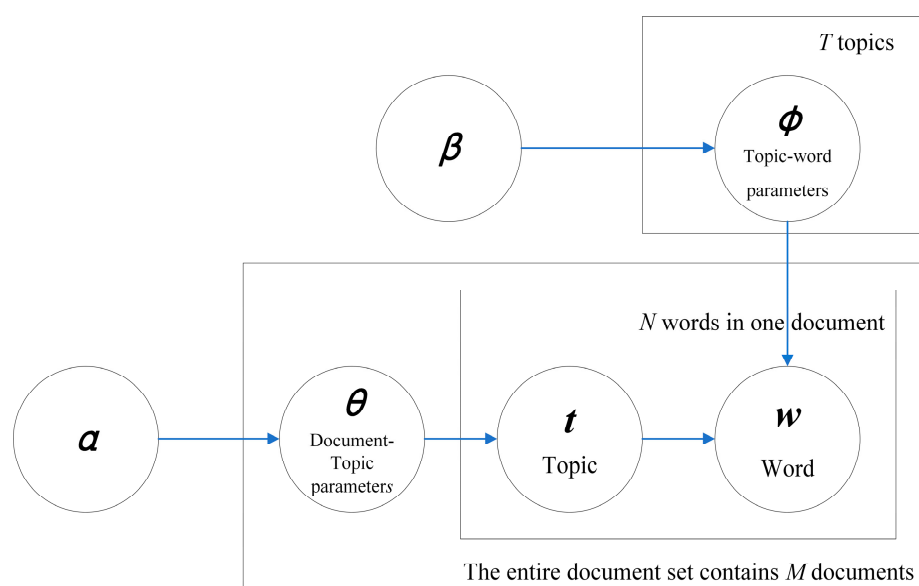 T topics
β
ϕ
Topic-word
parameters
N words in one document
α
θ
Document-
Topic
parameters
t
Topic
w
Word
The entire document set contains M documents